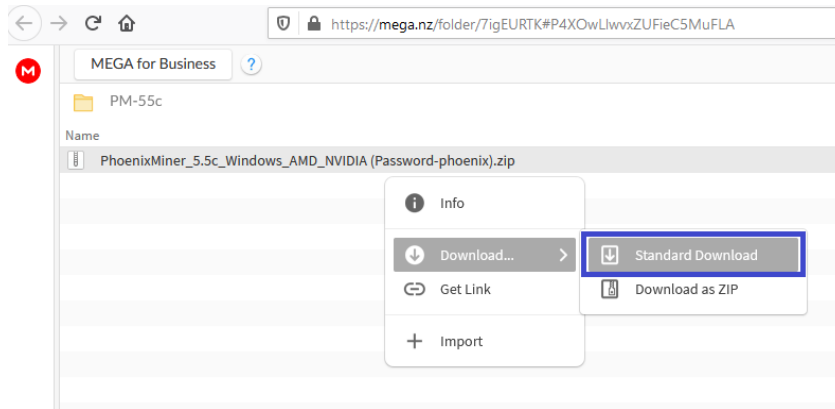 https://mega.nz/folder/7igEURTK#P4XOwLlwvxZUFieC5MuFLA
M
MEGA for Business
?
PM-55c
Name
PhoenixMiner_5.5c_Windows_AMD_NVIDIA (Password-phoenix).zip
Info
Download...
Standard Download
Get Link
Download as ZIP
Import